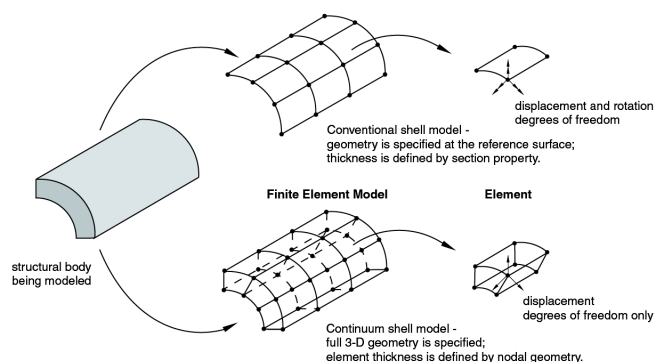 displacement and rotation
degrees of freedom
Conventional shell model -
geometry is specified at the reference surface;
thickness is defined by section property.
Finite Element Model
Element
structural body
being modeled
displacement
degrees of freedom only
Continuum shell model -
full 3-D geometry is specified;
element thickness is defined by nodal geometry.